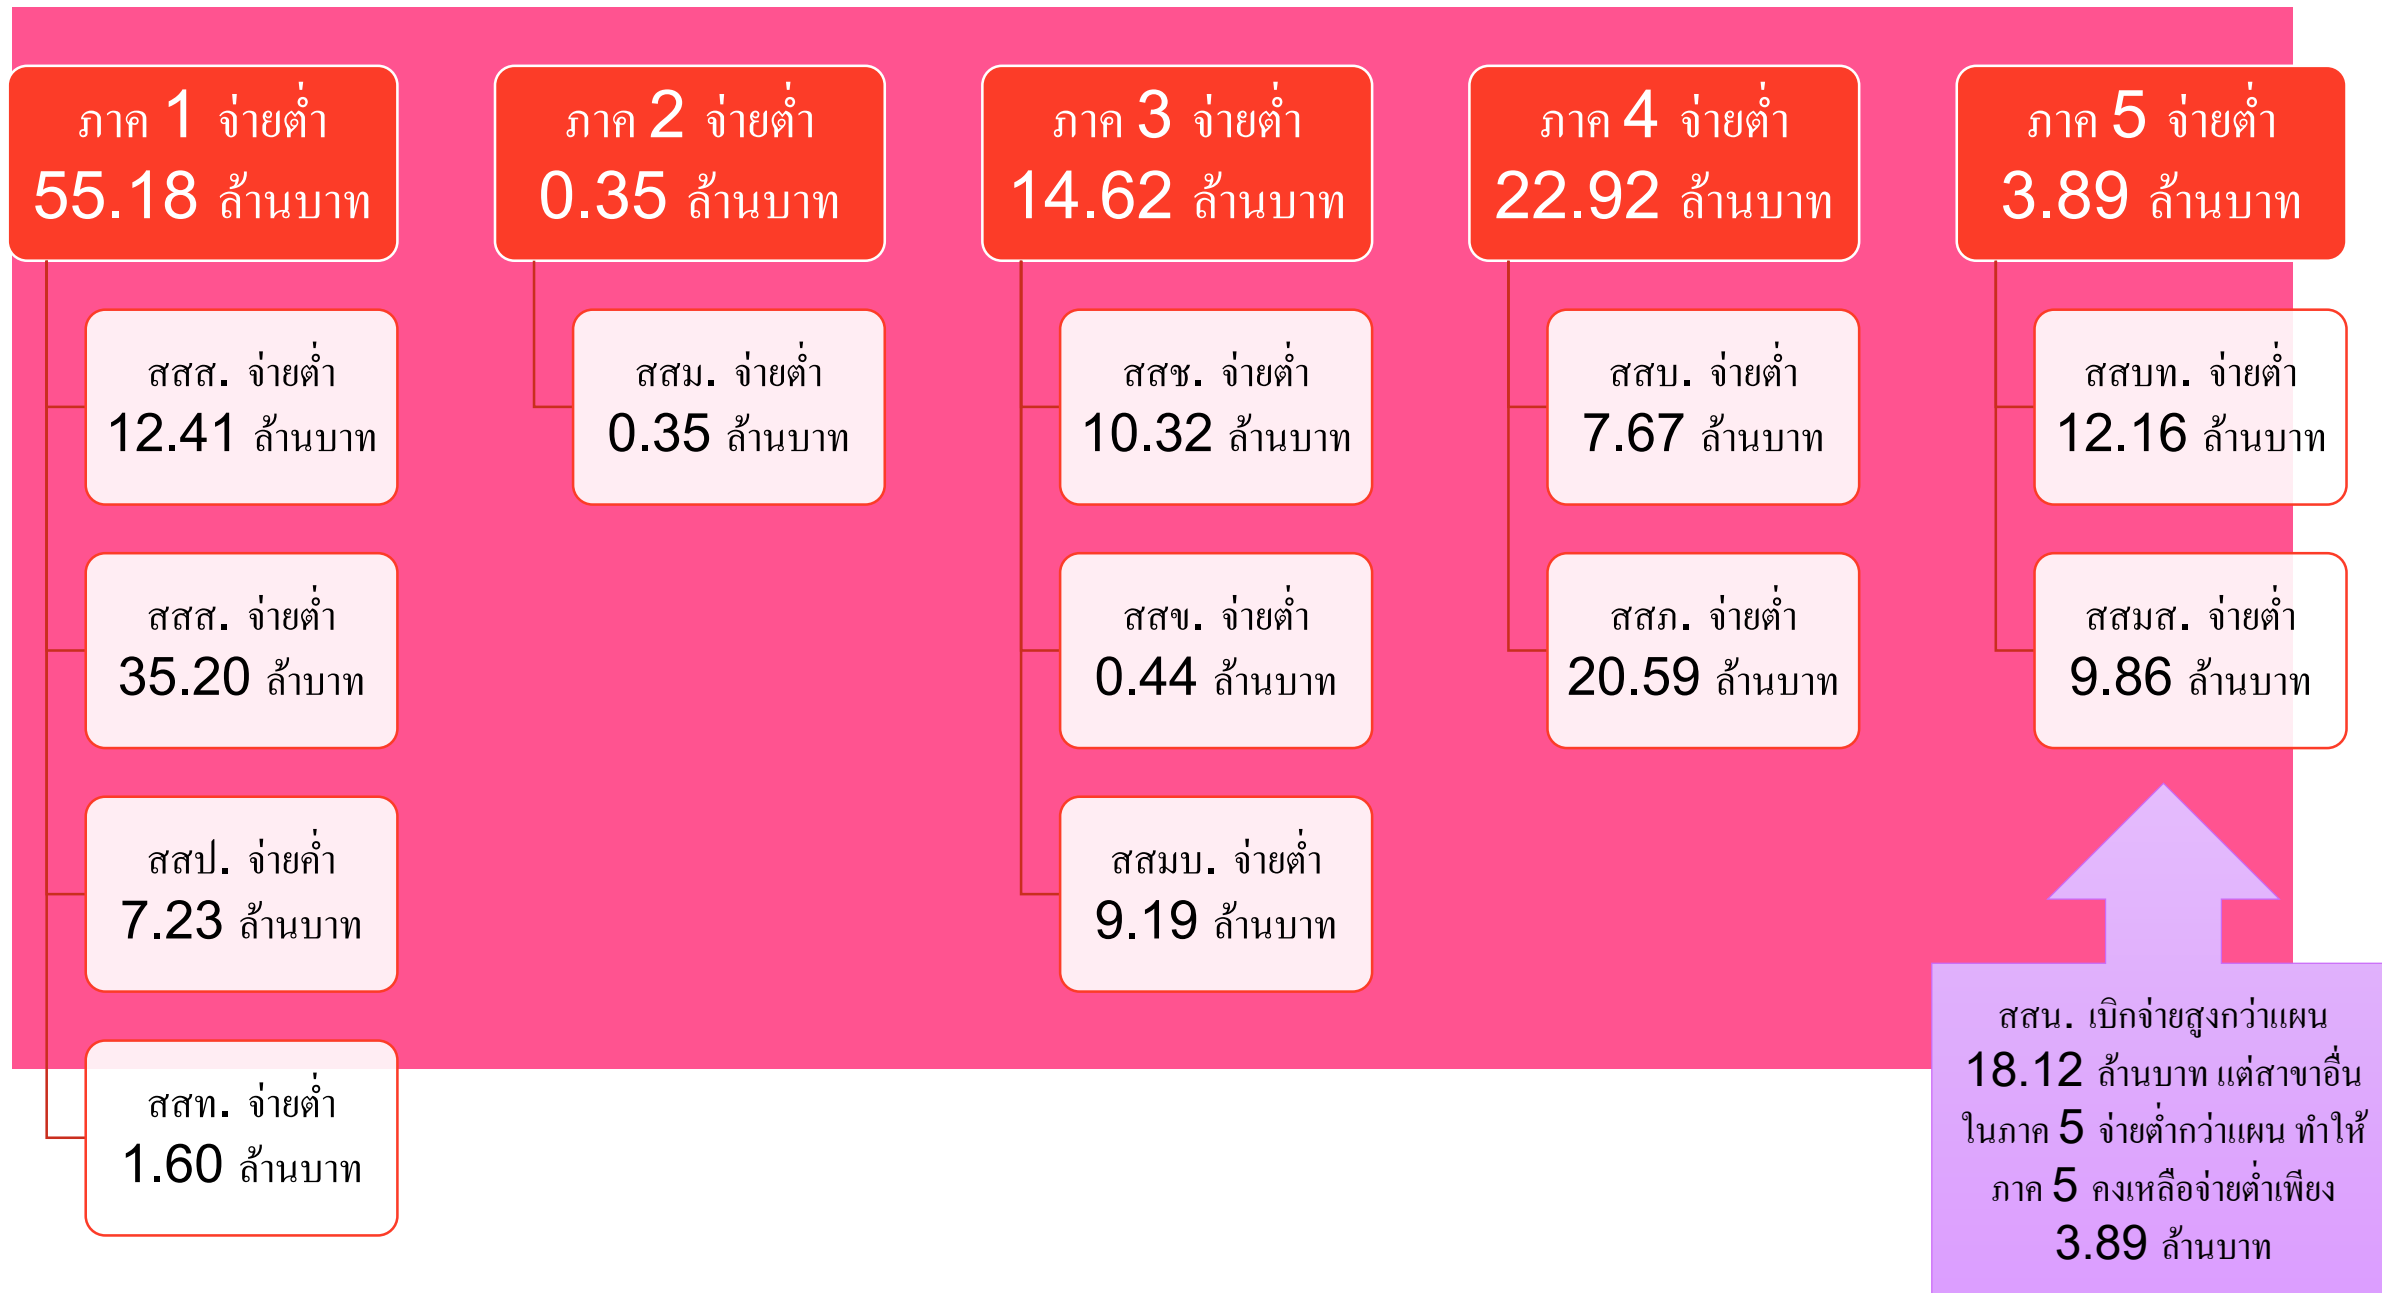 ภาค 1 จ่ายต่ำ
55.18 ล้านบาท
สสส. จ่ายต่ำ
12.41 ล้านบาท
สสส. จ่ายต่ำ
35.20 ล้าบาท
สสป. จ่ายค่ำ
7.23 ล้านบาท
สสท. จ่ายต่ำ
1.60 ล้านบาท
ภาค 2 จ่ายต่ำ
0.35 ล้านบาท
สสม. จ่ายต่ำ
0.35 ล้านบาท
ภาค 3 จ่ายต่ำ
14.62 ล้านบาท
สสช. จ่ายต่ำ
10.32 ล้านบาท
สสข. จ่ายต่ำ
0.44 ล้านบาท
สสมบ. จ่ายต่ำ
9.19 ล้านบาท
ภาค 4 จ่ายต่ำ
22.92 ล้านบาท
สสบ. จ่ายต่ำ
7.67 ล้านบาท
สสภ. จ่ายต่ำ
20.59 ล้านบาท
ภาค 5 จ่ายต่ำ
3.89 ล้านบาท
สสบท. จ่ายต่ำ
12.16 ล้านบาท
สสมส. จ่ายต่ำ
9.86 ล้านบาท
สสน. เบิกจ่ายสูงกว่าแผน
18.12 ล้านบาท แต่สาขาอื่น
ในภาค 5 จ่ายต่ำกว่าแผน ทำให้
ภาค 5 คงเหลือจ่ายต่ำเพียง
3.89 ล้านบาท